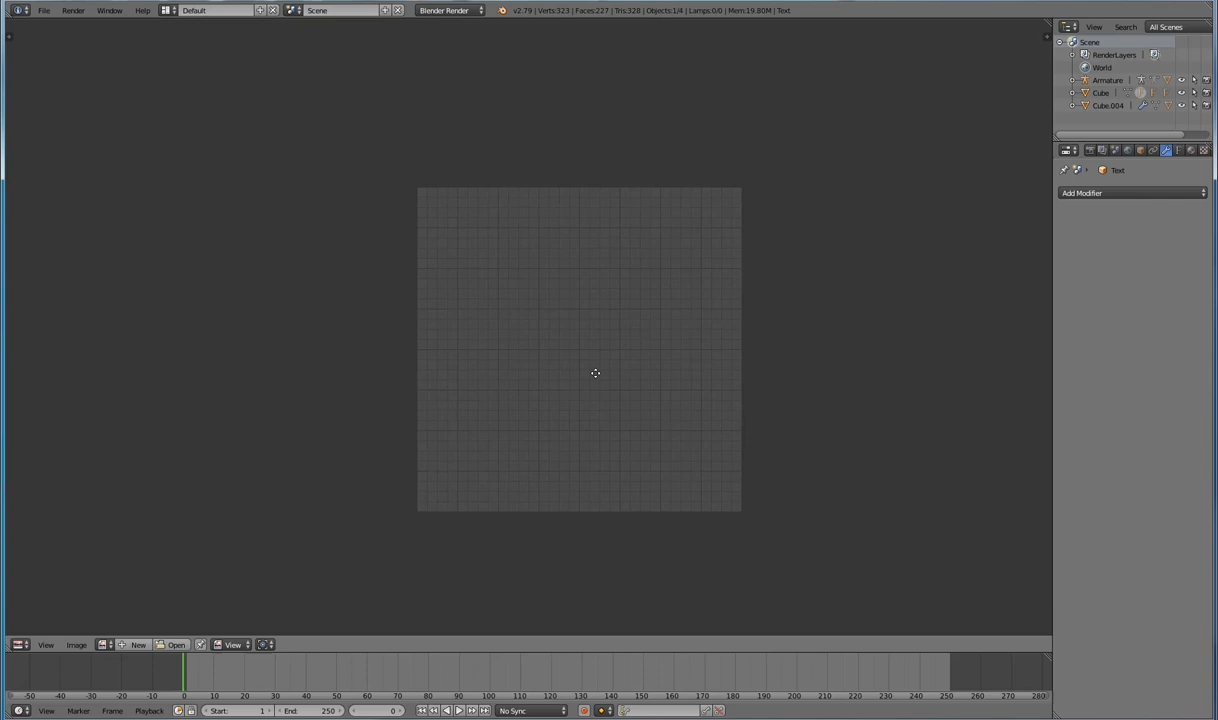 File Render Window Help Default Scene Blender Render v2.79 | Verts:323 | Faces:227 | Tris:328 | Objects:1/4 | Lamps:0/0 | Mem:19.80M | Text
View Search All Scenes
Scene
RenderLayers
World
Armature
Cube
Cube.004
Text
Add Modifier
View Image New Open View
-50 -40 -30 -20 -10 0 10 20 30 40 50 60 70 80 90 100 110 120 130 140 150 160 170 180 190 200 210 220 230 240 250 260 270 280
View Marker Frame Playback Start: 1 End: 250 0 No Sync